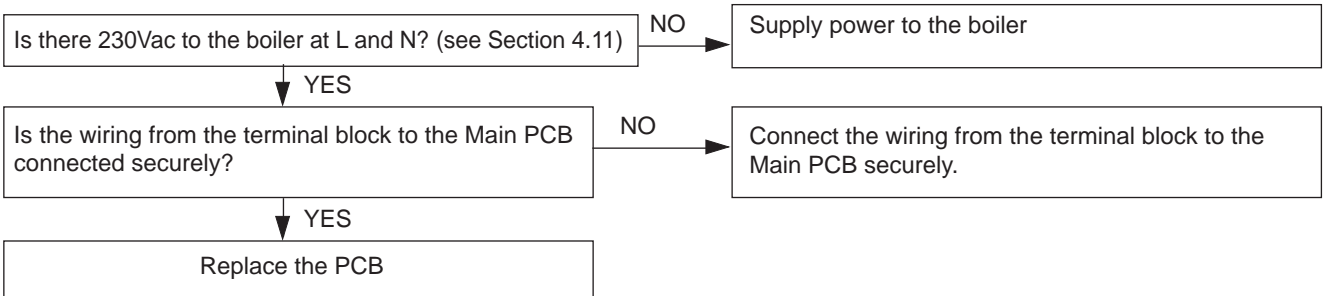 Is there 230Vac to the boiler at L and N? (see Section 4.11)
NO
Supply power to the boiler
YES
Is the wiring from the terminal block to the Main PCB
connected securely?
NO
Connect the wiring from the terminal block to the
Main PCB securely.
YES
Replace the PCB